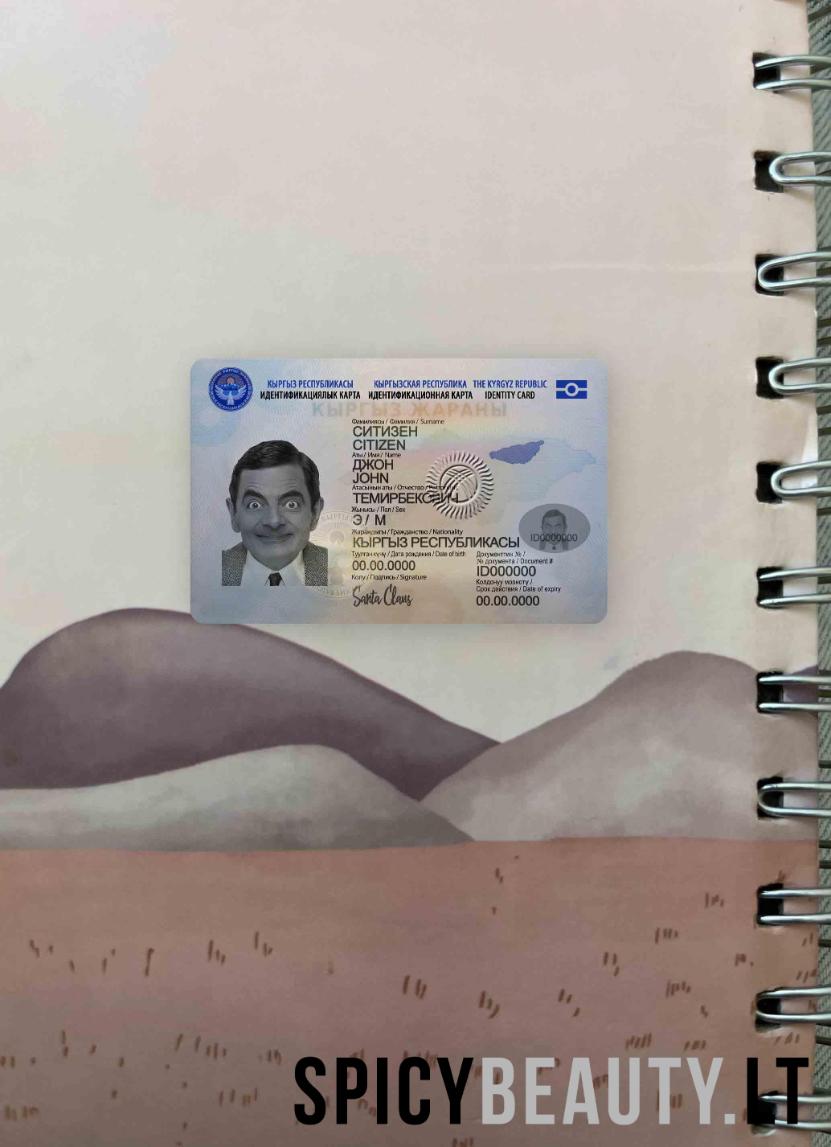 КЫРГЫЗ РЕСПУБЛИКАСЫ КЫРГЫЗСКАЯ РЕСПУБЛИКА THE KYRGYZ REPUBLIC
ИДЕНТИФИКАЦИЯЛЫК КАРТА ИДЕНТИФИКАЦИОННАЯ КАРТА IDENTITY CARD
КЫРГЫЗ ЖАРАНЫ
Фамилиясы / Фамилия / Surname
СИТИЗЕН
CITIZEN
Аты / Имя / Name
ДЖОН
JOHN
Атасынын аты / Отчество /
ТЕМИРБЕКОВИЧ
Жынысы / Пол / Sex
Э / М
Жарандыгы / Гражданство / Nationality
КЫРГЫЗ РЕСПУБЛИКАСЫ
ID0000000
Туулган күнү / Дата рождения / Date of birth
00.00.0000
Документтин № /
№ документа / Document #
ID000000
Колу / Подпись / Signature
Santa Claus
Колдонуу мөөнөтү /
Срок действия / Date of expiry
00.00.0000
SPICYBEAUTY.LT